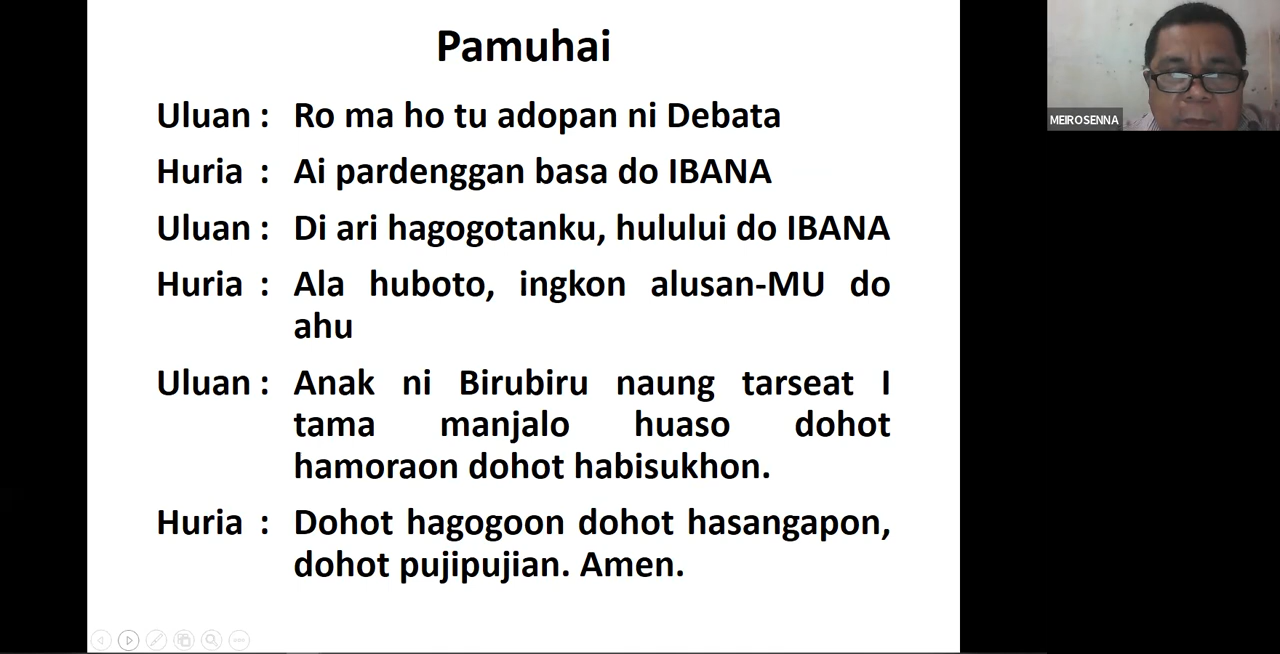 Pamuhai
MEIROSENNA
Uluan : Ro ma ho tu adopan ni Debata
Huria : Ai pardenggan basa do IBANA
Uluan : Di ari hagogotanku, hulului do IBANA
Huria : Ala huboto, ingkon alusan-MU do
ahu
Uluan : Anak ni Birubiru naung tarseat I
tama manjalo huaso dohot
hamoraon dohot habisukhon.
Huria : Dohot hagogoon dohot hasangapon,
dohot pujipujian. Amen.